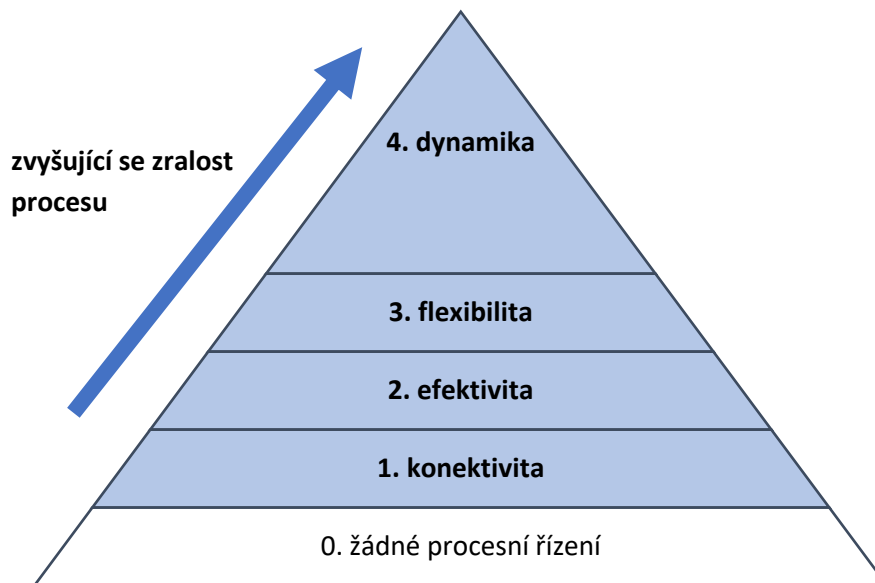 4. dynamika
zvyšující se zralost
procesu
3. flexibilita
2. efektivita
1. konektivita
0. žádné procesní řízení